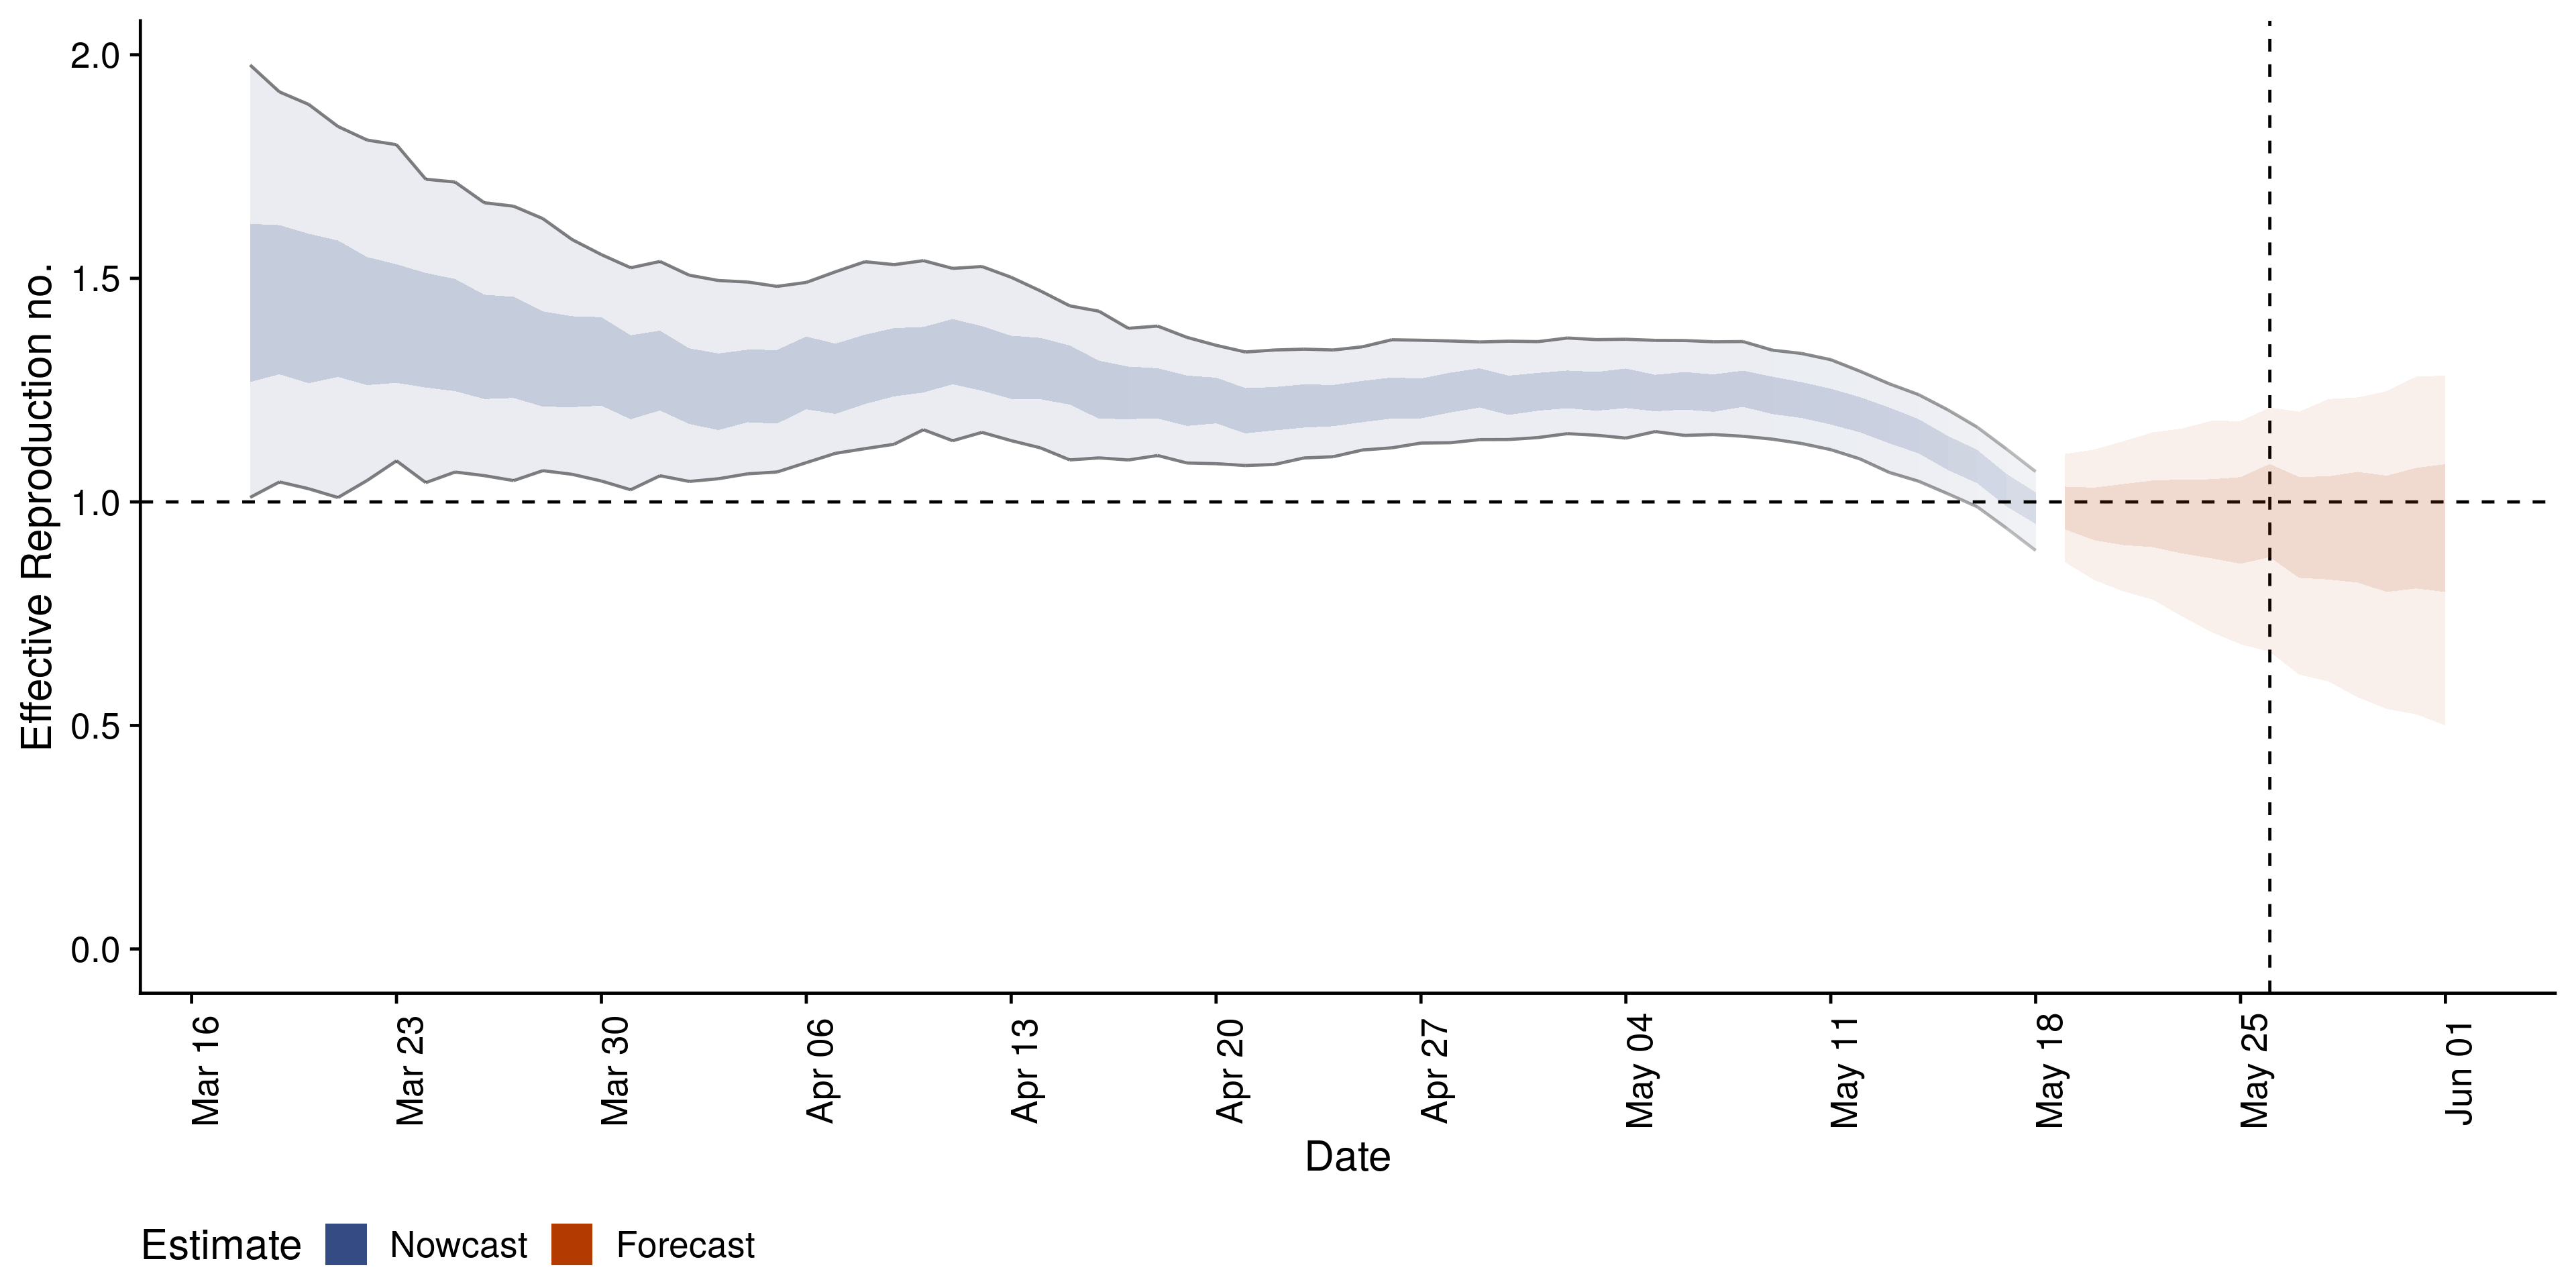 Effective Reproduction no.
2.0
1.5
1.0
0.5
0.0
Mar 16
Mar 23
Mar 30
Apr 06
Apr 13
Apr 20
Apr 27
May 04
May 11
May 18
May 25
Jun 01
Date
Estimate Nowcast Forecast